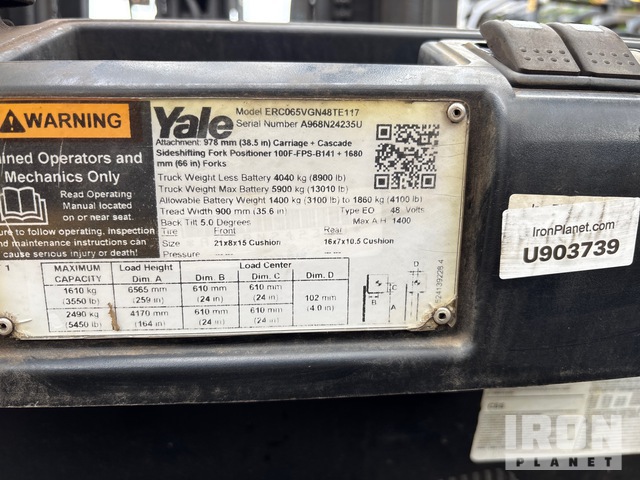 WARNING
ined Operators and
Mechanics Only
Read Operating
Manual located
on or near seat.
re to follow operating, inspection
nd maintenance instructions can
cause serious injury or death!
Yale
Model ERC065VGN48TE117
Serial Number A968N24235U
Attachment: 978 mm (38.5 in) Carriage + Cascade
Sideshifting Fork Positioner 100F-FPS-B141 + 1680
mm (66 in) Forks
Truck Weight Less Battery 4040 kg (8900 lb)
Truck Weight Max Battery 5900 kg (13010 lb)
Allowable Battery Weight 1400 kg (3100 lb) to 1860 kg (4100 lb)
Tread Width 900 mm (35.6 in) Type EO 48 Volts
Back Tilt 5.0 Degrees Max A H 1400
Tire Front Rear
Size 21x8x15 Cushion 16x7x10.5 Cushion
Pressure --- -- --- --
1 MAXIMUM CAPACITY Load Height Dim. A Load Center Dim. B Dim. C Dim. D
1610 kg (3550 lb) 6565 mm (259 in) 610 mm (24 in) 610 mm (24 in) 102 mm (4.0 in)
2490 kg (5450 lb) 4170 mm (164 in) 610 mm (24 in) 610 mm (24 in)
D
C
B
A
524139228.4
IronPlanet.com
U903739
IRON
PLANET